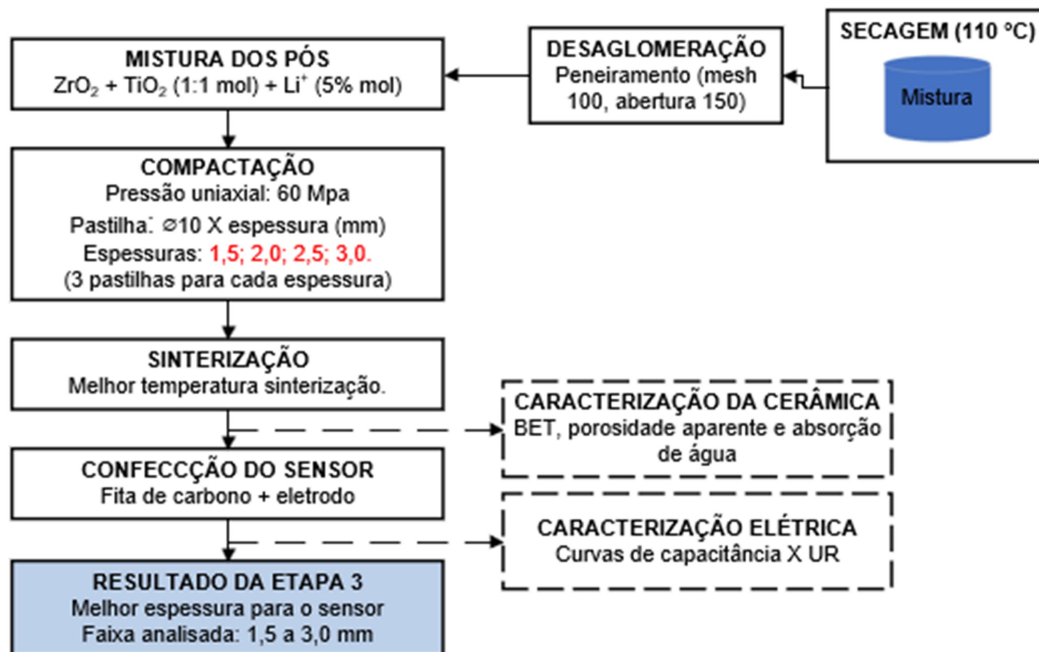 SECAGEM (110 °C)
Mistura
DESAGLOMERAÇÃO
Peneiramento (mesh
100, abertura 150)
MISTURA DOS PÓS
ZrO₂ + TiO₂ (1:1 mol) + Li⁺ (5% mol)
COMPACTAÇÃO
Pressão uniaxial: 60 Mpa
Pastilha: ⌀10 X espessura (mm)
Espessuras: 1,5; 2,0; 2,5; 3,0.
(3 pastilhas para cada espessura)
SINTERIZAÇÃO
Melhor temperatura sinterização.
CARACTERIZAÇÃO DA CERÂMICA
BET, porosidade aparente e absorção
de água
CONFECCÇÃO DO SENSOR
Fita de carbono + eletrodo
CARACTERIZAÇÃO ELÉTRICA
Curvas de capacitância X UR
RESULTADO DA ETAPA 3
Melhor espessura para o sensor
Faixa analisada: 1,5 a 3,0 mm